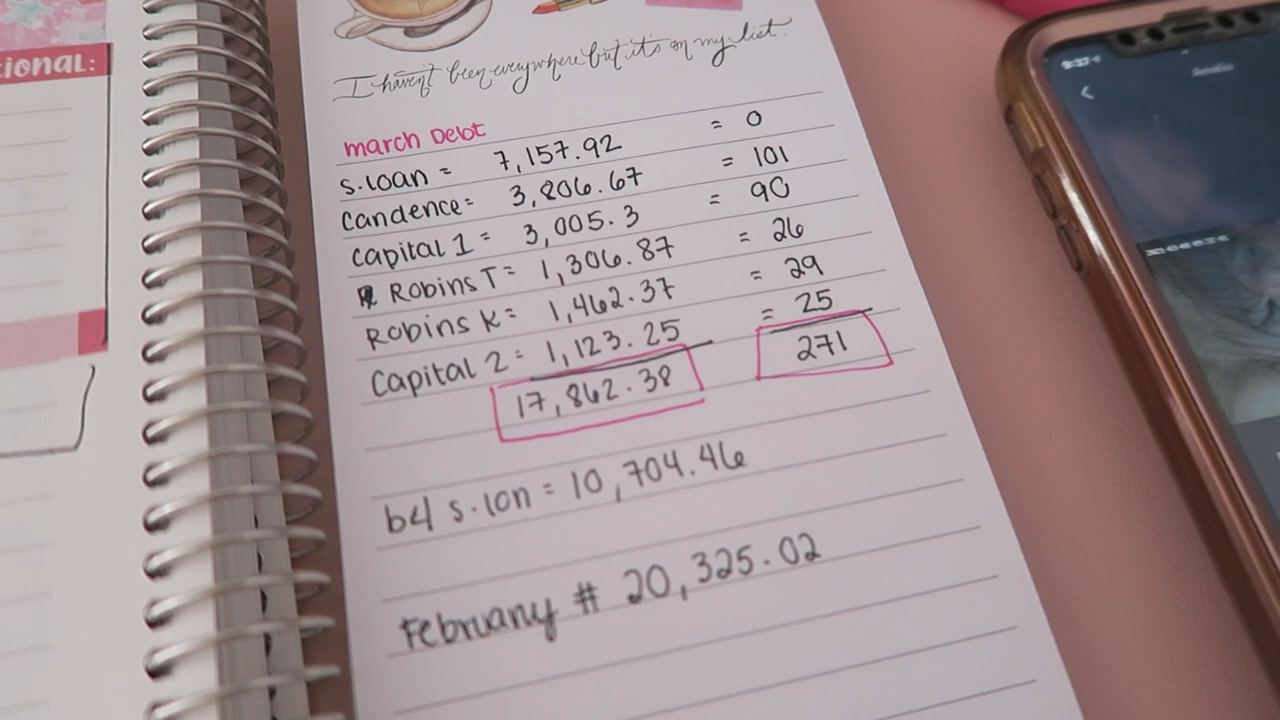 ional:
I haven't been everywhere but it's on my list.
March Debt
S.Loan = 7,157.92 = 0
Candence = 3,806.67 = 101
Capital 1 = 3,005.3 = 90
Robins T = 1,306.87 = 26
Robins K = 1,462.37 = 29
Capital 2 = 1,123.25 = 25
17,862.38 271
b4 s.lon = 10,704.46
February # 20,325.02
9:37